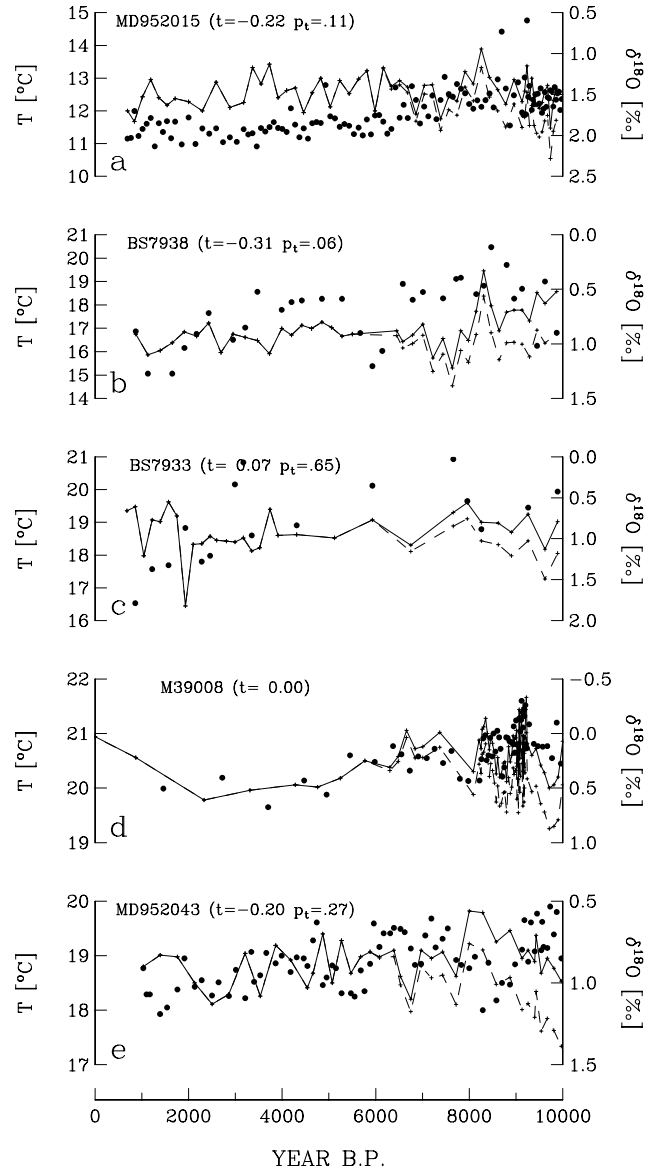 MD952015 (t=−0.22 pt=.11)
15
14
13
12
11
10
T [°C]
0.5
1.0
1.5
2.0
2.5
δ18O [‰]
a
BS7938 (t=−0.31 pt=.06)
21
20
19
18
17
16
15
14
T [°C]
0.0
0.5
1.0
1.5
δ18O [‰]
b
BS7933 (t= 0.07 pt=.65)
21
20
19
18
17
16
T [°C]
0.0
0.5
1.0
1.5
2.0
δ18O [‰]
c
M39008 (t= 0.00)
22
21
20
19
T [°C]
−0.5
0.0
0.5
1.0
δ18O [‰]
d
MD952043 (t=−0.20 pt=.27)
20
19
18
17
T [°C]
0.5
1.0
1.5
δ18O [‰]
e
0 2000 4000 6000 8000 10000
YEAR B.P.